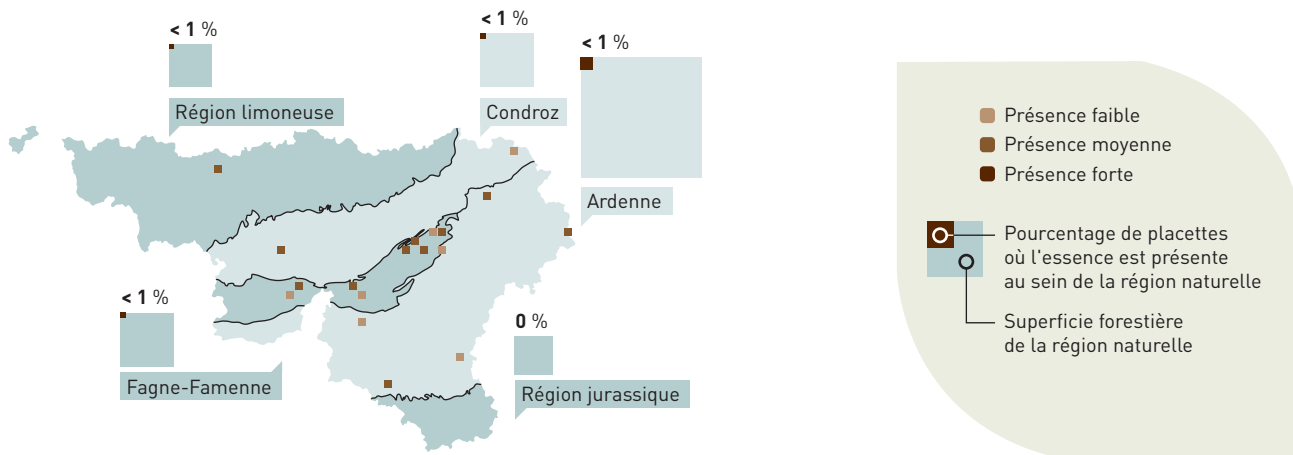 < 1 %
Région limoneuse
< 1 %
Condroz
< 1 %
Ardenne
< 1 %
Fagne-Famenne
0 %
Région jurassique
Présence faible
Présence moyenne
Présence forte
Pourcentage de placettes
où l'essence est présente
au sein de la région naturelle
Superficie forestière
de la région naturelle